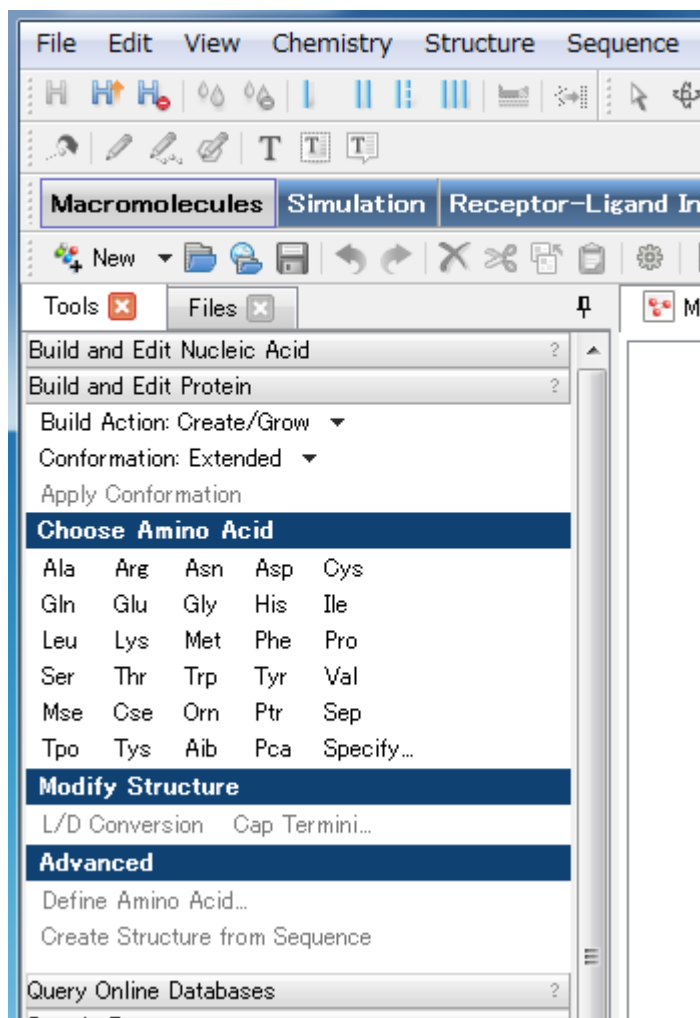 File Edit View Chemistry Structure Sequence
T T T
Macromolecules Simulation Receptor-Ligand In
New
Tools Files M
Build and Edit Nucleic Acid ?
Build and Edit Protein ?
Build Action: Create/Grow
Conformation: Extended
Apply Conformation
Choose Amino Acid
Ala Arg Asn Asp Cys
Gln Glu Gly His Ile
Leu Lys Met Phe Pro
Ser Thr Trp Tyr Val
Mse Cse Orn Ptr Sep
Tpo Tys Aib Pca Specify...
Modify Structure
L/D Conversion Cap Termini...
Advanced
Define Amino Acid...
Create Structure from Sequence
Query Online Databases ?